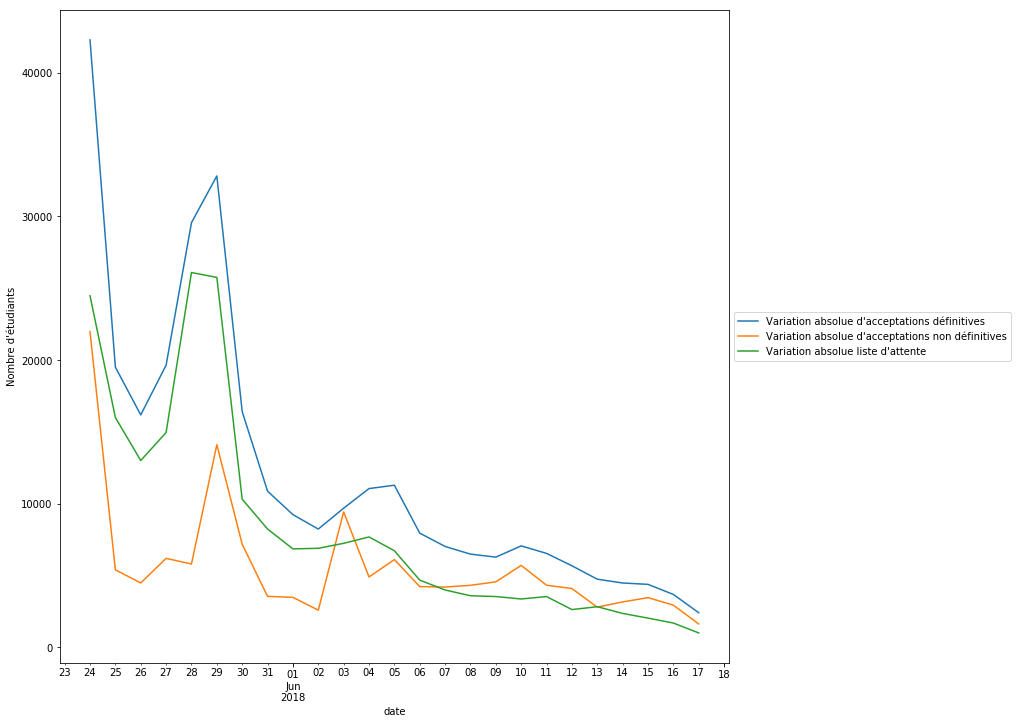 40000
30000
20000
10000
0
Nombre d'étudiants
23 24 25 26 27 28 29 30 31 01 02 03 04 05 06 07 08 09 10 11 12 13 14 15 16 17 18
Jun
2018
date
Variation absolue d'acceptations définitives
Variation absolue d'acceptations non définitives
Variation absolue liste d'attente